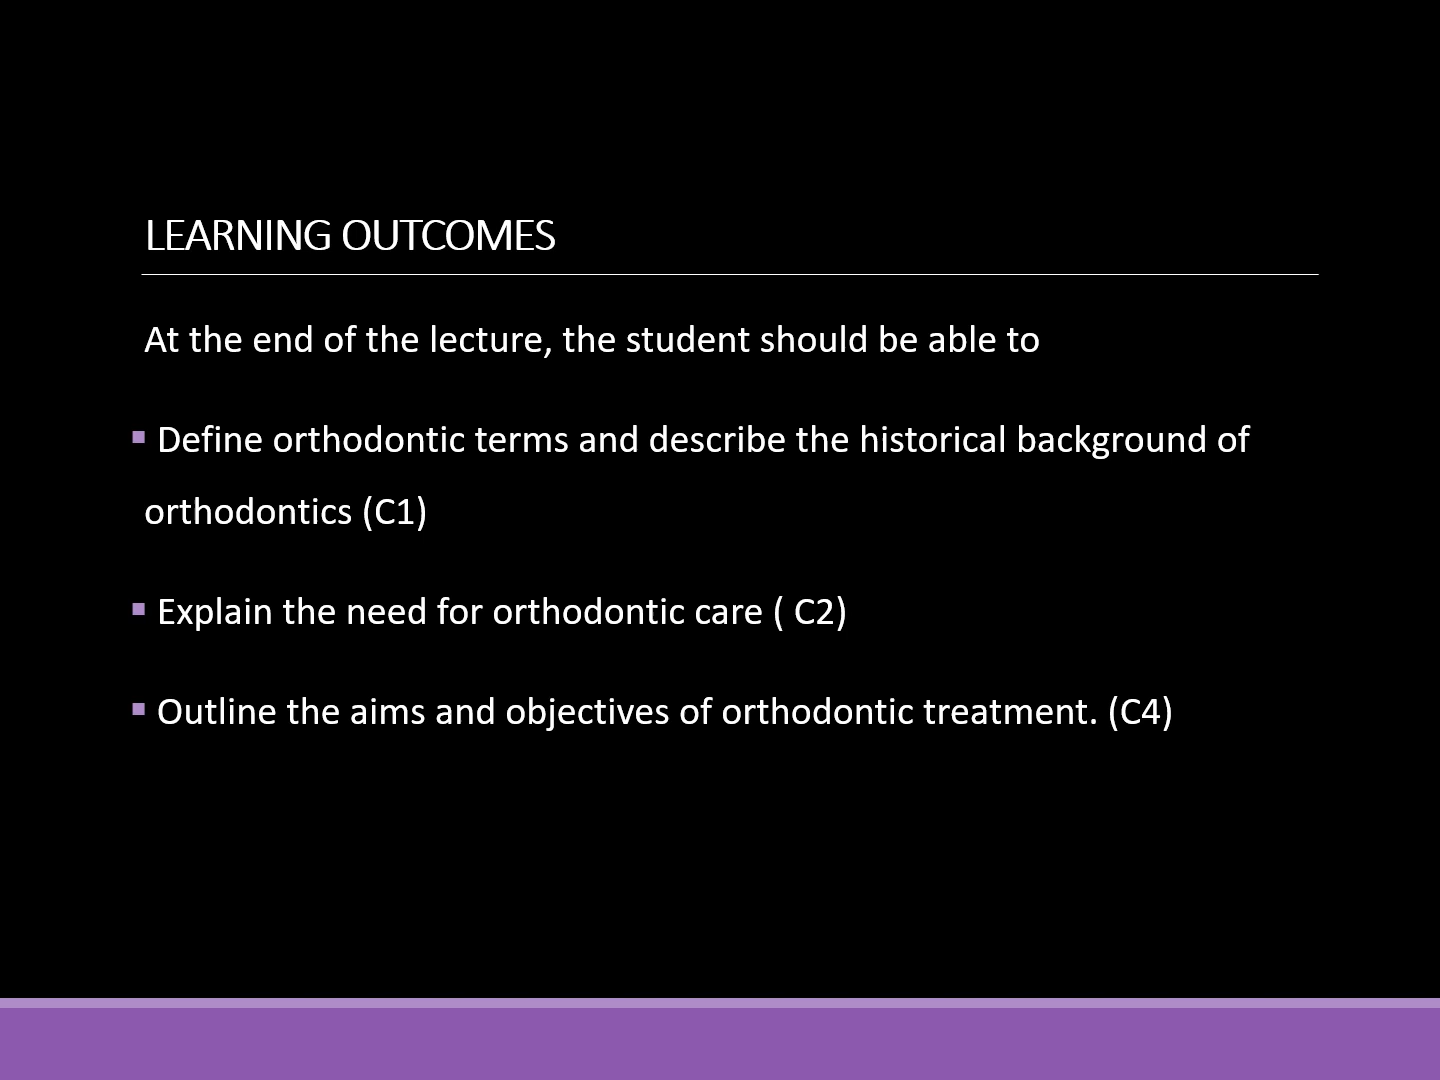 LEARNING OUTCOMES
At the end of the lecture, the student should be able to
▪ Define orthodontic terms and describe the historical background of
orthodontics (C1)
▪ Explain the need for orthodontic care ( C2)
▪ Outline the aims and objectives of orthodontic treatment. (C4)